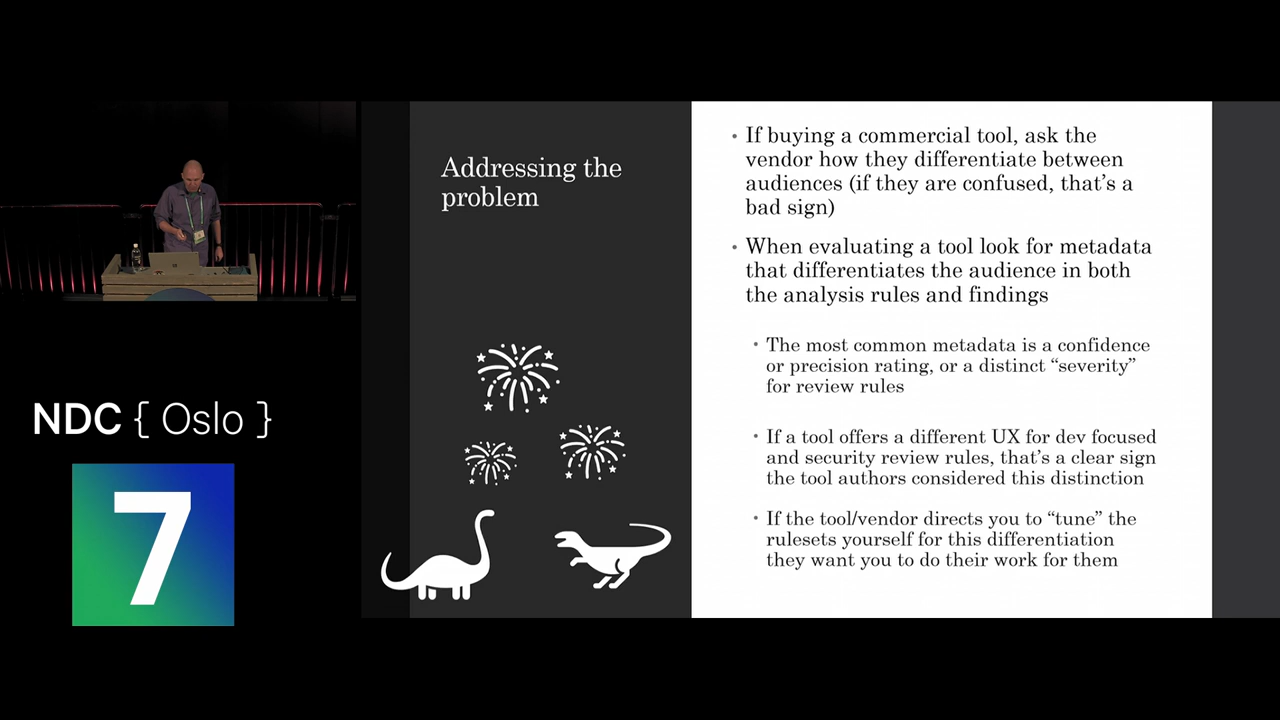 Addressing the
problem
• If buying a commercial tool, ask the
vendor how they differentiate between
audiences (if they are confused, that’s a
bad sign)
• When evaluating a tool look for metadata
that differentiates the audience in both
the analysis rules and findings
• The most common metadata is a confidence
or precision rating, or a distinct “severity”
for review rules
• If a tool offers a different UX for dev focused
and security review rules, that’s a clear sign
the tool authors considered this distinction
• If the tool/vendor directs you to “tune” the
rulesets yourself for this differentiation
they want you to do their work for them
NDC { Oslo }
7